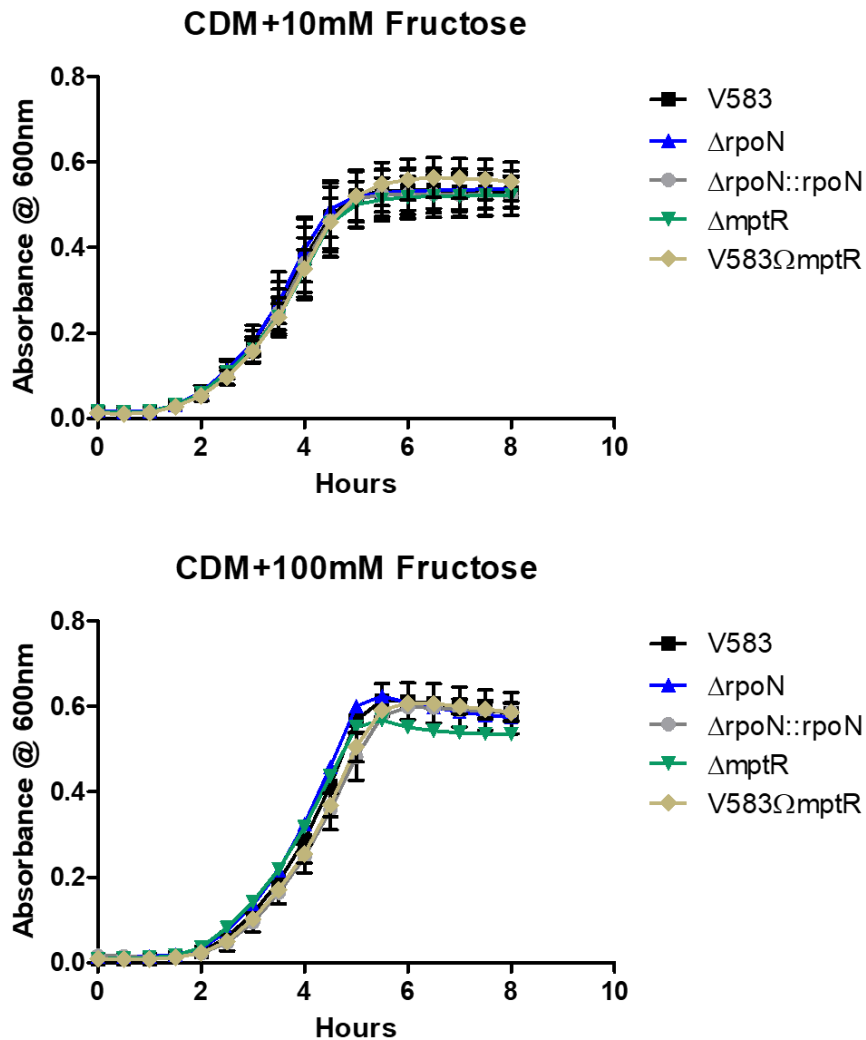 CDM+10mM Fructose
Absorbance @ 600nm
0.8
0.6
0.4
0.2
0.0
0 2 4 6 8 10
Hours
V583
ΔrpoN
ΔrpoN::rpoN
ΔmptR
V583ΩmptR
CDM+100mM Fructose
Absorbance @ 600nm
0.8
0.6
0.4
0.2
0.0
0 2 4 6 8 10
Hours
V583
ΔrpoN
ΔrpoN::rpoN
ΔmptR
V583ΩmptR